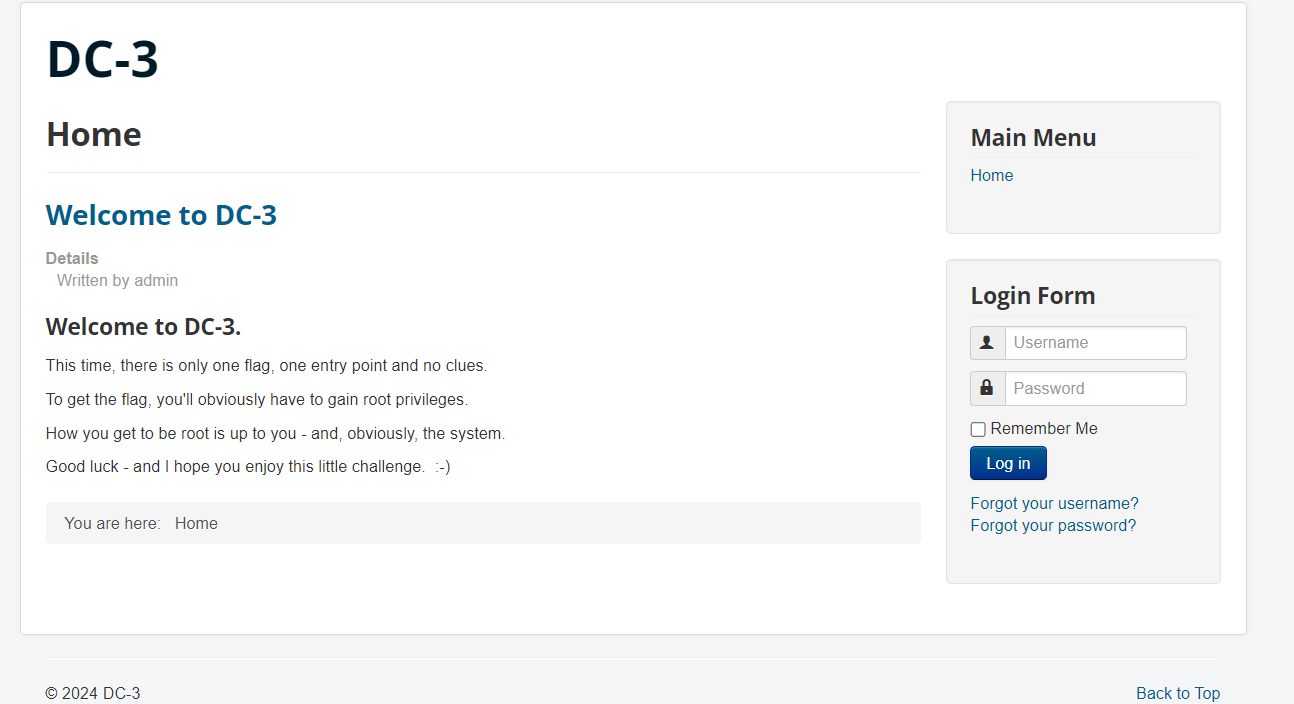 DC-3
Home
Welcome to DC-3
Details
Written by admin
Welcome to DC-3.
This time, there is only one flag, one entry point and no clues.
To get the flag, you'll obviously have to gain root privileges.
How you get to be root is up to you - and, obviously, the system.
Good luck - and I hope you enjoy this little challenge.  :-)
You are here:   Home
Main Menu
Home
Login Form
Username
Password
Remember Me
Log in
Forgot your username?
Forgot your password?
© 2024 DC-3
Back to Top